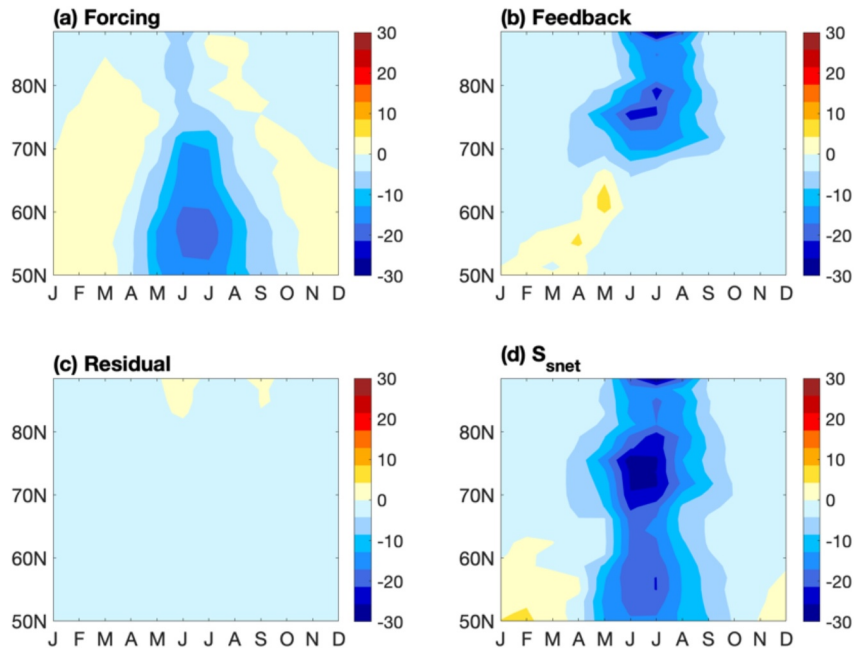 (a) Forcing
80N
70N
60N
50N
J F M A M J J A S O N D
30
20
10
0
-10
-20
-30
(b) Feedback
80N
70N
60N
50N
J F M A M J J A S O N D
30
20
10
0
-10
-20
-30
(c) Residual
80N
70N
60N
50N
J F M A M J J A S O N D
30
20
10
0
-10
-20
-30
(d) S_snet
80N
70N
60N
50N
J F M A M J J A S O N D
30
20
10
0
-10
-20
-30